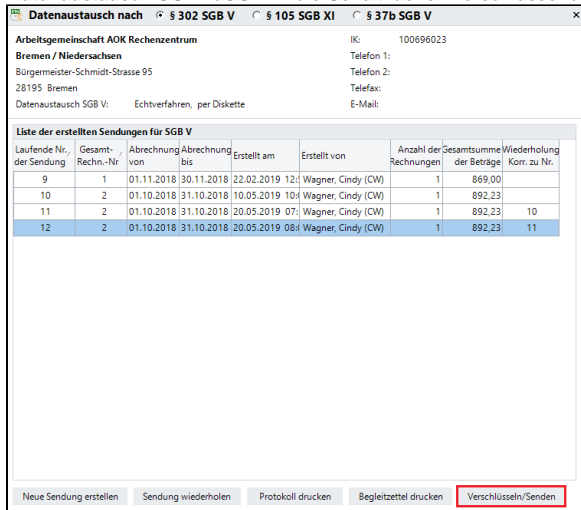 Datenaustausch nach § 302 SGB V § 105 SGB XI § 37b SGB V
Arbeitsgemeinschaft AOK Rechenzentrum IK: 100696023
Bremen / Niedersachsen Telefon 1:
Bürgermeister-Schmidt-Strasse 95 Telefon 2:
28195 Bremen Telefax:
Datenaustausch SGB V: Echtverfahren, per Diskette E-Mail:
Liste der erstellten Sendungen für SGB V
Laufende Nr. Gesamt- Abrechnung Abrechnung Erstellt am Erstellt von Anzahl der Gesamtsumme Wiederholung
der Sendung Rechn.-Nr von bis Rechnungen der Beträge Korr. zu Nr.
9 1 01.11.2018 30.11.2018 22.02.2019 12: Wagner, Cindy (CW) 1 869,00
10 2 01.10.2018 31.10.2018 10.05.2019 10: Wagner, Cindy (CW) 1 892,23
11 2 01.10.2018 31.10.2018 20.05.2019 07: Wagner, Cindy (CW) 1 892,23 10
12 2 01.10.2018 31.10.2018 20.05.2019 08: Wagner, Cindy (CW) 1 892,23 11
Neue Sendung erstellen Sendung wiederholen Protokoll drucken Begleitzettel drucken Verschlüsseln/Senden